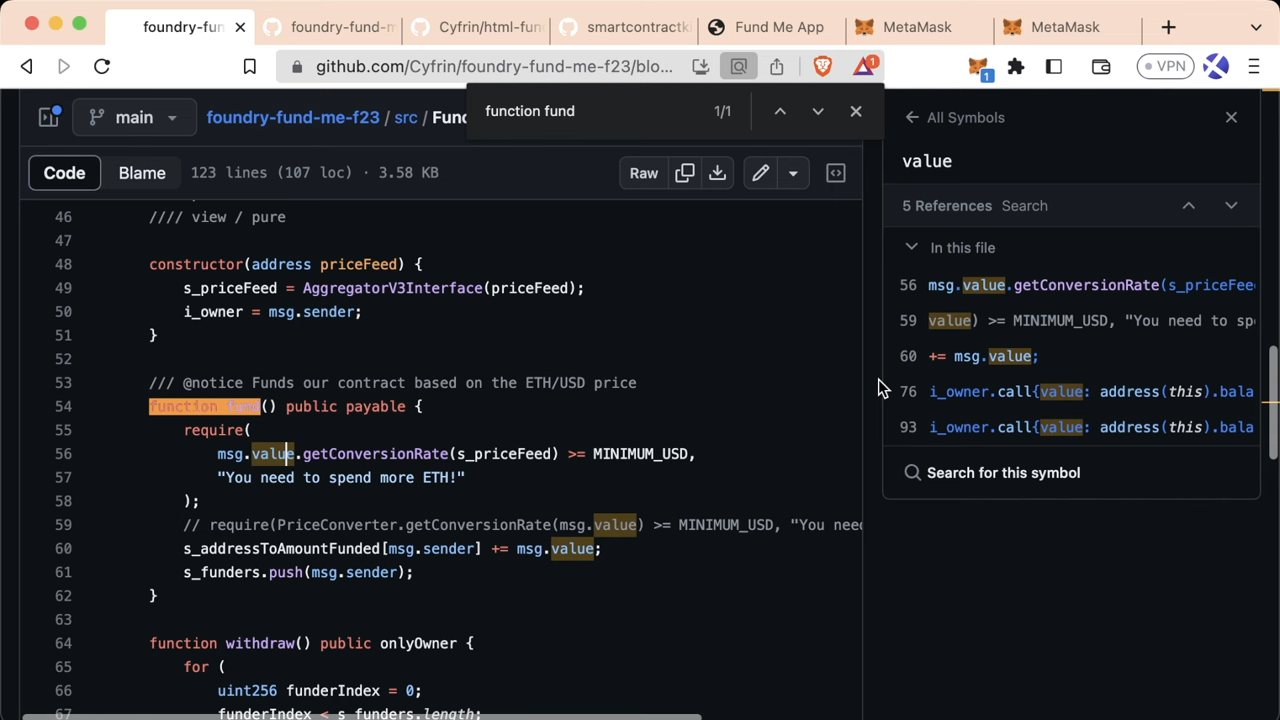 foundry-fun
foundry-fund-m
Cyfrin/html-fun
smartcontractk
Fund Me App
MetaMask
MetaMask
github.com/Cyfrin/foundry-fund-me-f23/blo...
1
1
VPN
function fund
1/1
main
foundry-fund-me-f23 / src / Fund
All Symbols
Code
Blame
123 lines (107 loc) · 3.58 KB
Raw
value
5 References
Search
In this file
56 msg.value.getConversionRate(s_priceFee
59 value) >= MINIMUM_USD, "You need to sp
60 += msg.value;
76 i_owner.call{value: address(this).bala
93 i_owner.call{value: address(this).bala
Search for this symbol
46 //// view / pure
47
48 constructor(address priceFeed) {
49 s_priceFeed = AggregatorV3Interface(priceFeed);
50 i_owner = msg.sender;
51 }
52
53 /// @notice Funds our contract based on the ETH/USD price
54 function fund() public payable {
55 require(
56 msg.value.getConversionRate(s_priceFeed) >= MINIMUM_USD,
57 "You need to spend more ETH!"
58 );
59 // require(PriceConverter.getConversionRate(msg.value) >= MINIMUM_USD, "You need
60 s_addressToAmountFunded[msg.sender] += msg.value;
61 s_funders.push(msg.sender);
62 }
63
64 function withdraw() public onlyOwner {
65 for (
66 uint256 funderIndex = 0;
67 funderIndex < s_funders.length;